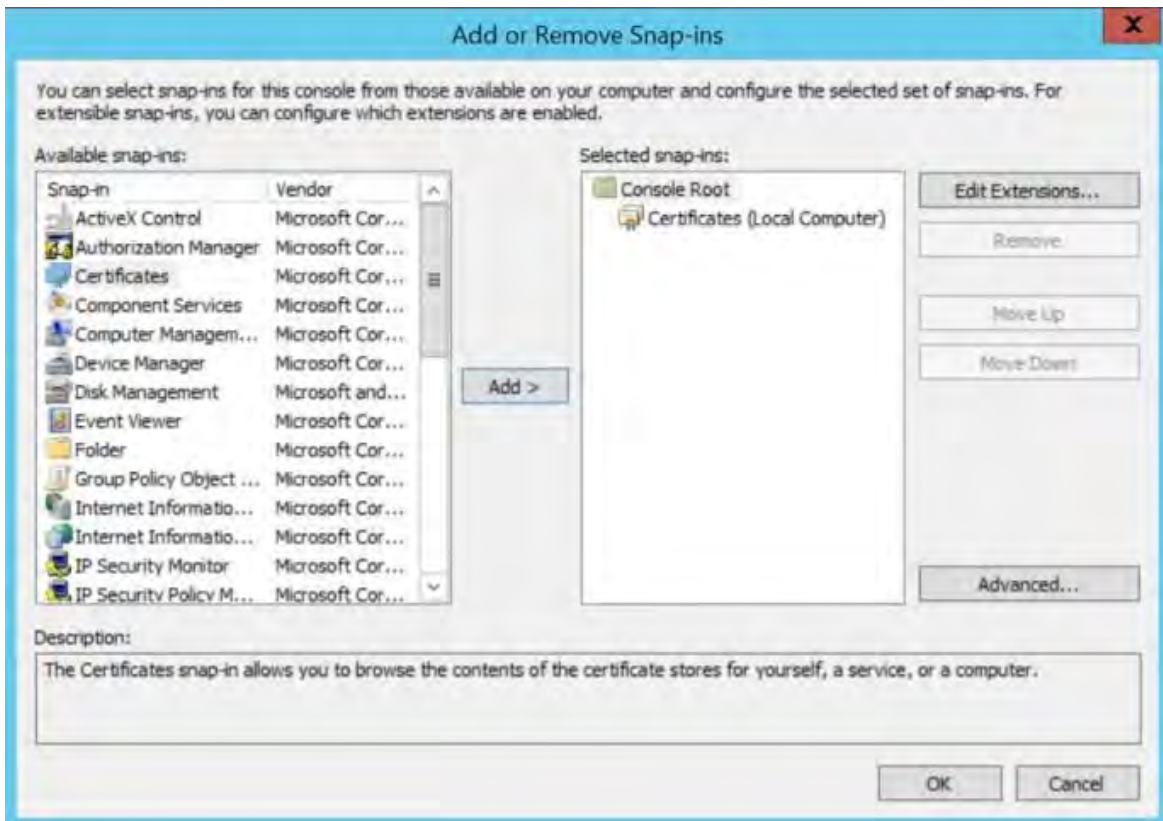 Add or Remove Snap-ins
X
You can select snap-ins for this console from those available on your computer and configure the selected set of snap-ins. For
extensible snap-ins, you can configure which extensions are enabled.
Available snap-ins:
Snap-in Vendor
ActiveX Control Microsoft Cor...
Authorization Manager Microsoft Cor...
Certificates Microsoft Cor...
Component Services Microsoft Cor...
Computer Managem... Microsoft Cor...
Device Manager Microsoft Cor...
Disk Management Microsoft and...
Event Viewer Microsoft Cor...
Folder Microsoft Cor...
Group Policy Object ... Microsoft Cor...
Internet Informatio... Microsoft Cor...
Internet Informatio... Microsoft Cor...
IP Security Monitor Microsoft Cor...
IP Security Policy M... Microsoft Cor...
Add >
Selected snap-ins:
Console Root
Certificates (Local Computer)
Edit Extensions...
Remove
Move Up
Move Down
Advanced...
Description:
The Certificates snap-in allows you to browse the contents of the certificate stores for yourself, a service, or a computer.
OK Cancel